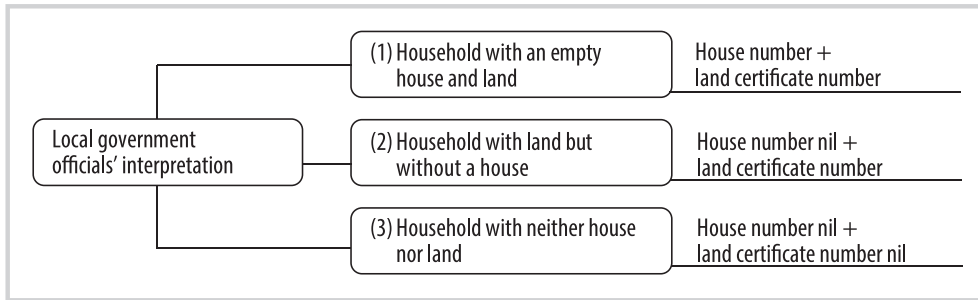 Local government
officials' interpretation
(1) Household with an empty
house and land
House number +
land certificate number
(2) Household with land but
without a house
House number nil +
land certificate number
(3) Household with neither house
nor land
House number nil +
land certificate number nil